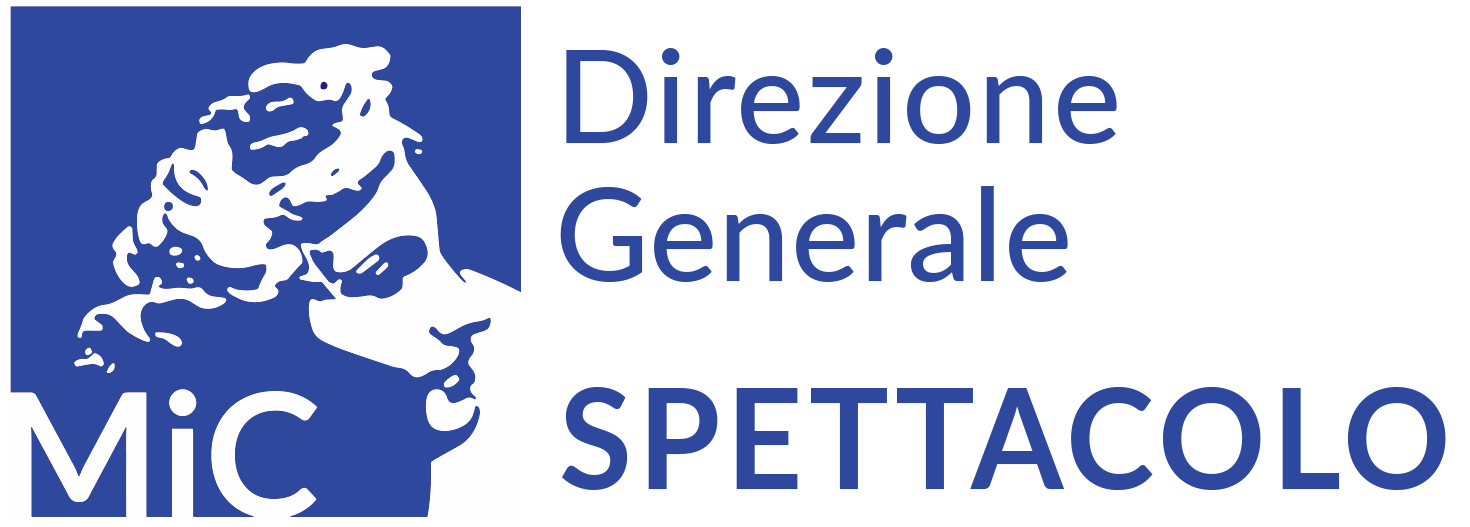 MiC
Direzione
Generale
SPETTACOLO